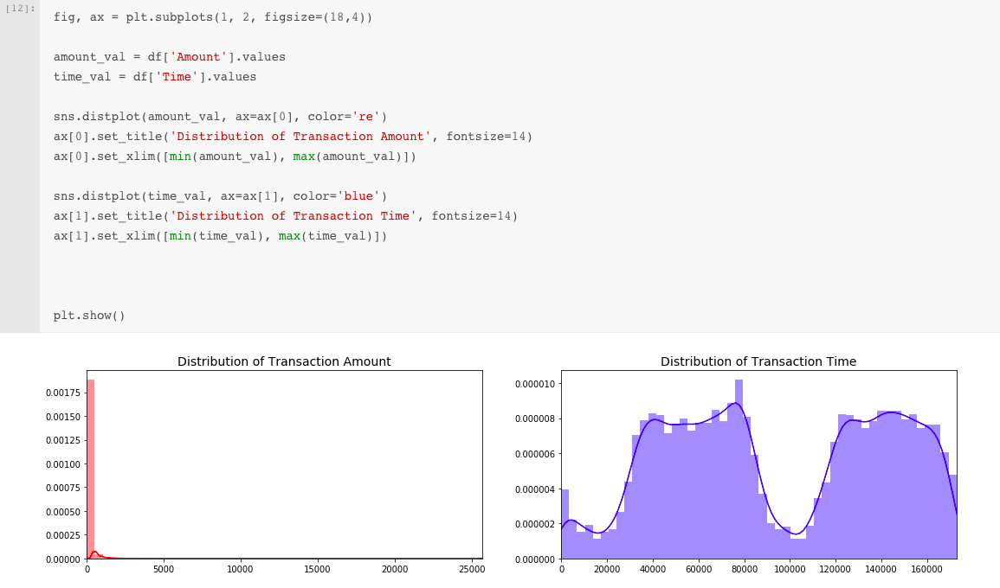 [12]:
fig, ax = plt.subplots(1, 2, figsize=(18,4))
amount_val = df['Amount'].values
time_val = df['Time'].values
sns.distplot(amount_val, ax=ax[0], color='re')
ax[0].set_title('Distribution of Transaction Amount', fontsize=14)
ax[0].set_xlim([min(amount_val), max(amount_val)])
sns.distplot(time_val, ax=ax[1], color='blue')
ax[1].set_title('Distribution of Transaction Time', fontsize=14)
ax[1].set_xlim([min(time_val), max(time_val)])
plt.show()
Distribution of Transaction Amount
0.00175
0.00150
0.00125
0.00100
0.00075
0.00050
0.00025
0.00000
0 5000 10000 15000 20000 25000
Distribution of Transaction Time
0.000010
0.000008
0.000006
0.000004
0.000002
0.000000
0 20000 40000 60000 80000 100000 120000 140000 160000